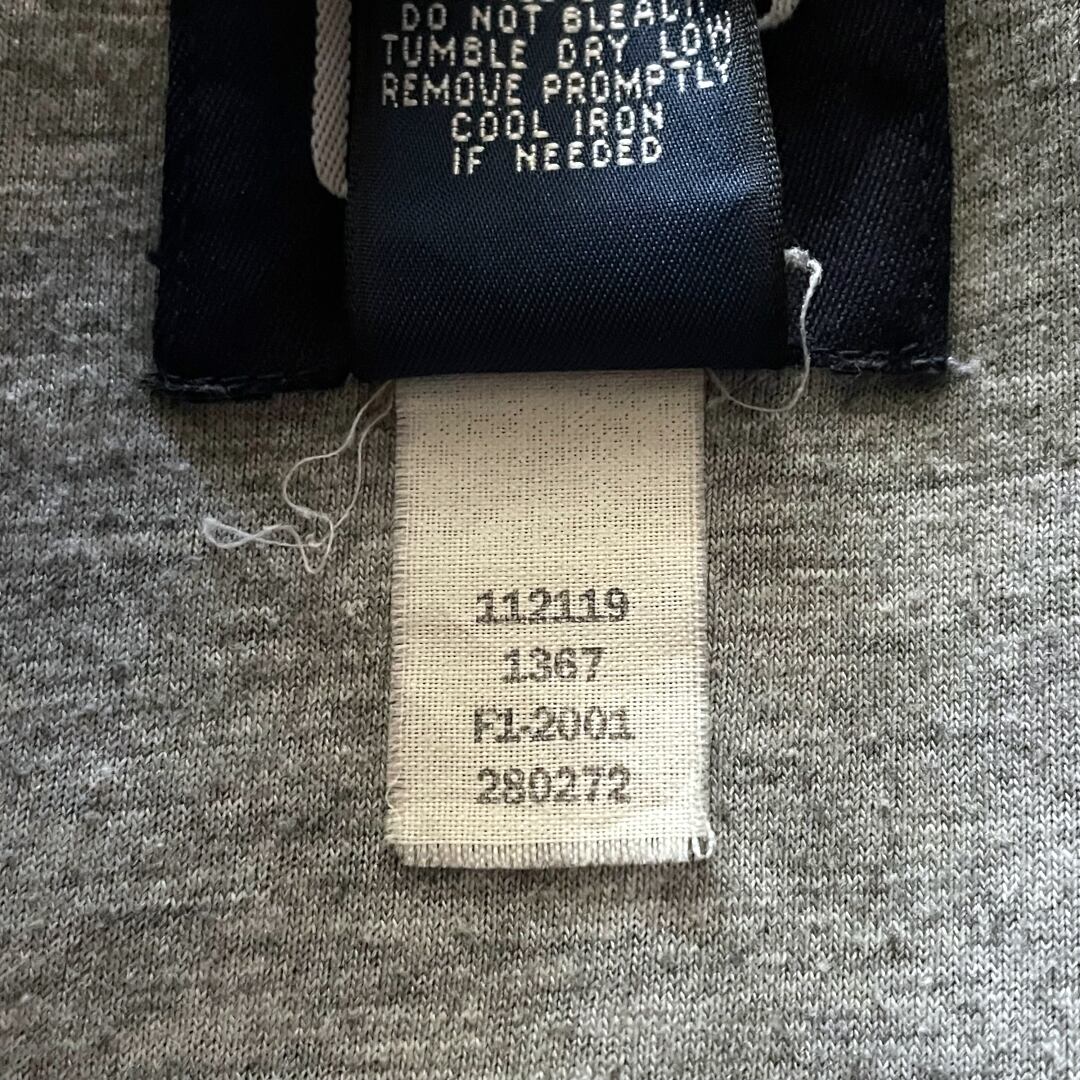 DO NOT BLEACH
TUMBLE DRY LOW
REMOVE PROMPTLY
COOL IRON
IF NEEDED
112119
1367
F1-2001
280272